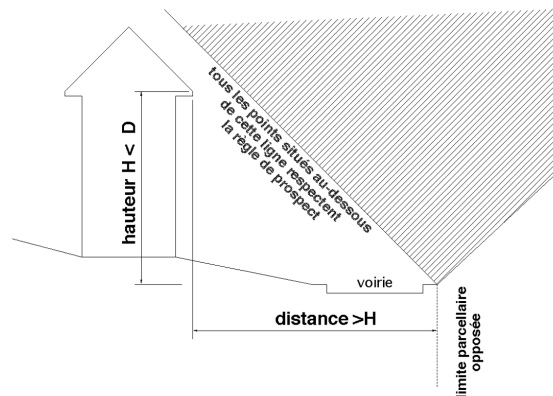 tous les points situés au-dessous
de cette ligne respectent
la règle de prospect
hauteur H < D
voirie
distance >H
limite parcellaire
opposée